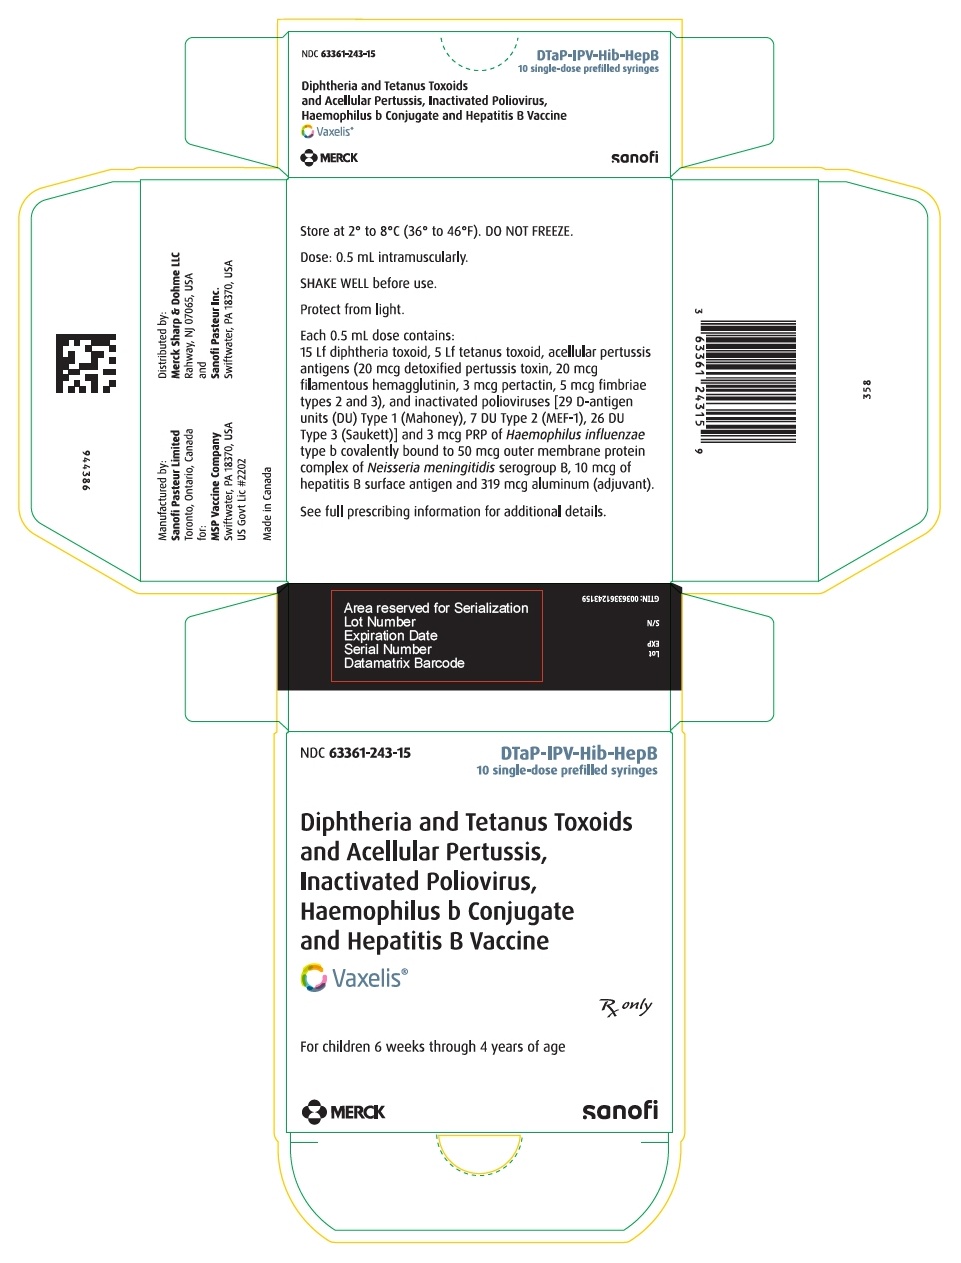 NDC 63361-243-15
DTaP-IPV-Hib-HepB
10 single-dose prefilled syringes
Diphtheria and Tetanus Toxoids
and Acellular Pertussis, Inactivated Poliovirus,
Haemophilus b Conjugate and Hepatitis B Vaccine
Vaxelis®
MERCK
sanofi
944386
Manufactured by:
Sanofi Pasteur Limited
Toronto, Ontario, Canada
for:
MSP Vaccine Company
Swiftwater, PA 18370, USA
US Govt Lic #2202
Made in Canada
Distributed by:
Merck Sharp & Dohme LLC
Rahway, NJ 07065, USA
and
Sanofi Pasteur Inc.
Swiftwater, PA 18370, USA
Store at 2° to 8°C (36° to 46°F). DO NOT FREEZE.
Dose: 0.5 mL intramuscularly.
SHAKE WELL before use.
Protect from light.
Each 0.5 mL dose contains:
15 Lf diphtheria toxoid, 5 Lf tetanus toxoid, acellular pertussis
antigens (20 mcg detoxified pertussis toxin, 20 mcg
filamentous hemagglutinin, 3 mcg pertactin, 5 mcg fimbriae
types 2 and 3), and inactivated polioviruses [29 D-antigen
units (DU) Type 1 (Mahoney), 7 DU Type 2 (MEF-1), 26 DU
Type 3 (Saukett)] and 3 mcg PRP of Haemophilus influenzae
type b covalently bound to 50 mcg outer membrane protein
complex of Neisseria meningitidis serogroup B, 10 mcg of
hepatitis B surface antigen and 319 mcg aluminum (adjuvant).
See full prescribing information for additional details.
3 63361 24315 9
358
Area reserved for Serialization
Lot Number
Expiration Date
Serial Number
Datamatrix Barcode
GTIN: 00363361243159
S/N
EXP
Lot
NDC 63361-243-15
DTaP-IPV-Hib-HepB
10 single-dose prefilled syringes
Diphtheria and Tetanus Toxoids
and Acellular Pertussis,
Inactivated Poliovirus,
Haemophilus b Conjugate
and Hepatitis B Vaccine
Vaxelis®
Rx only
For children 6 weeks through 4 years of age
MERCK
sanofi